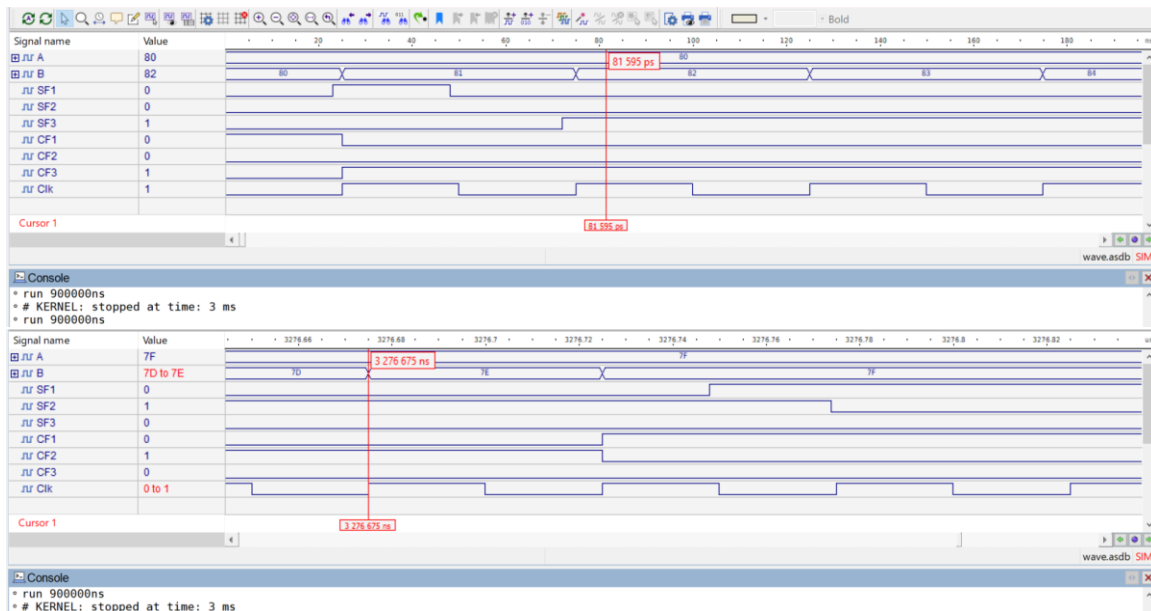 Bold
Signal name Value 20 40 60 80 100 120 140 160 180
A 80 80
B 82 80 81 82 83 84
81 595 ps
SF1 0
SF2 0
SF3 1
CF1 0
CF2 0
CF3 1
Clk 1
Cursor 1 81 595 ps
wave.asdb SIM
Console
run 900000ns
# KERNEL: stopped at time: 3 ms
run 900000ns
Signal name Value 3276.66 3276.68 3276.7 3276.72 3276.74 3276.76 3276.78 3276.8 3276.82
A 7F 7F
3 276 675 ns
B 7D to 7E 7D 7E 7F
SF1 0
SF2 1
SF3 0
CF1 0
CF2 1
CF3 0
Clk 0 to 1
Cursor 1 3 276 675 ns
wave.asdb SIM
Console
run 900000ns
# KERNEL: stopped at time: 3 ms